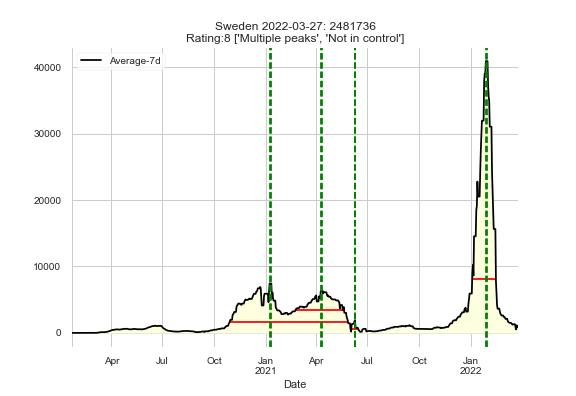 Sweden 2022-03-27: 2481736
Rating:8 ['Multiple peaks', 'Not in control']
Average-7d
40000
30000
20000
10000
0
Apr Jul Oct Jan Apr Jul Oct Jan
2021 2022
Date